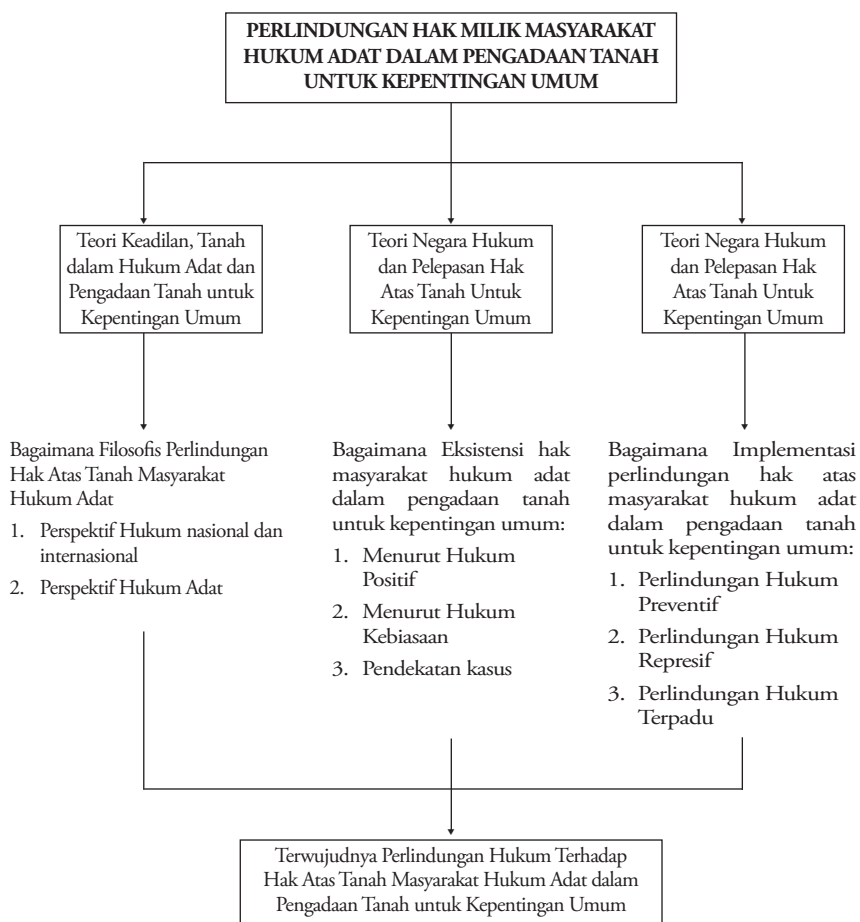 PERLINDUNGAN HAK MILIK MASYARAKAT
HUKUM ADAT DALAM PENGADAAN TANAH
UNTUK KEPENTINGAN UMUM
Teori Keadilan, Tanah
dalam Hukum Adat dan
Pengadaan Tanah untuk
Kepentingan Umum
Teori Negara Hukum
dan Pelepasan Hak
Atas Tanah Untuk
Kepentingan Umum
Teori Negara Hukum
dan Pelepasan Hak
Atas Tanah Untuk
Kepentingan Umum
Bagaimana Filosofis Perlindungan
Hak Atas Tanah Masyarakat
Hukum Adat
1. Perspektif Hukum nasional dan
internasional
2. Perspektif Hukum Adat
Bagaimana Eksistensi hak
masyarakat hukum adat
dalam pengadaan tanah
untuk kepentingan umum:
1. Menurut Hukum
Positif
2. Menurut Hukum
Kebiasaan
3. Pendekatan kasus
Bagaimana Implementasi
perlindungan hak atas
masyarakat hukum adat
dalam pengadaan tanah
untuk kepentingan umum:
1. Perlindungan Hukum
Preventif
2. Perlindungan Hukum
Represif
3. Perlindungan Hukum
Terpadu
Terwujudnya Perlindungan Hukum Terhadap
Hak Atas Tanah Masyarakat Hukum Adat dalam
Pengadaan Tanah untuk Kepentingan Umum